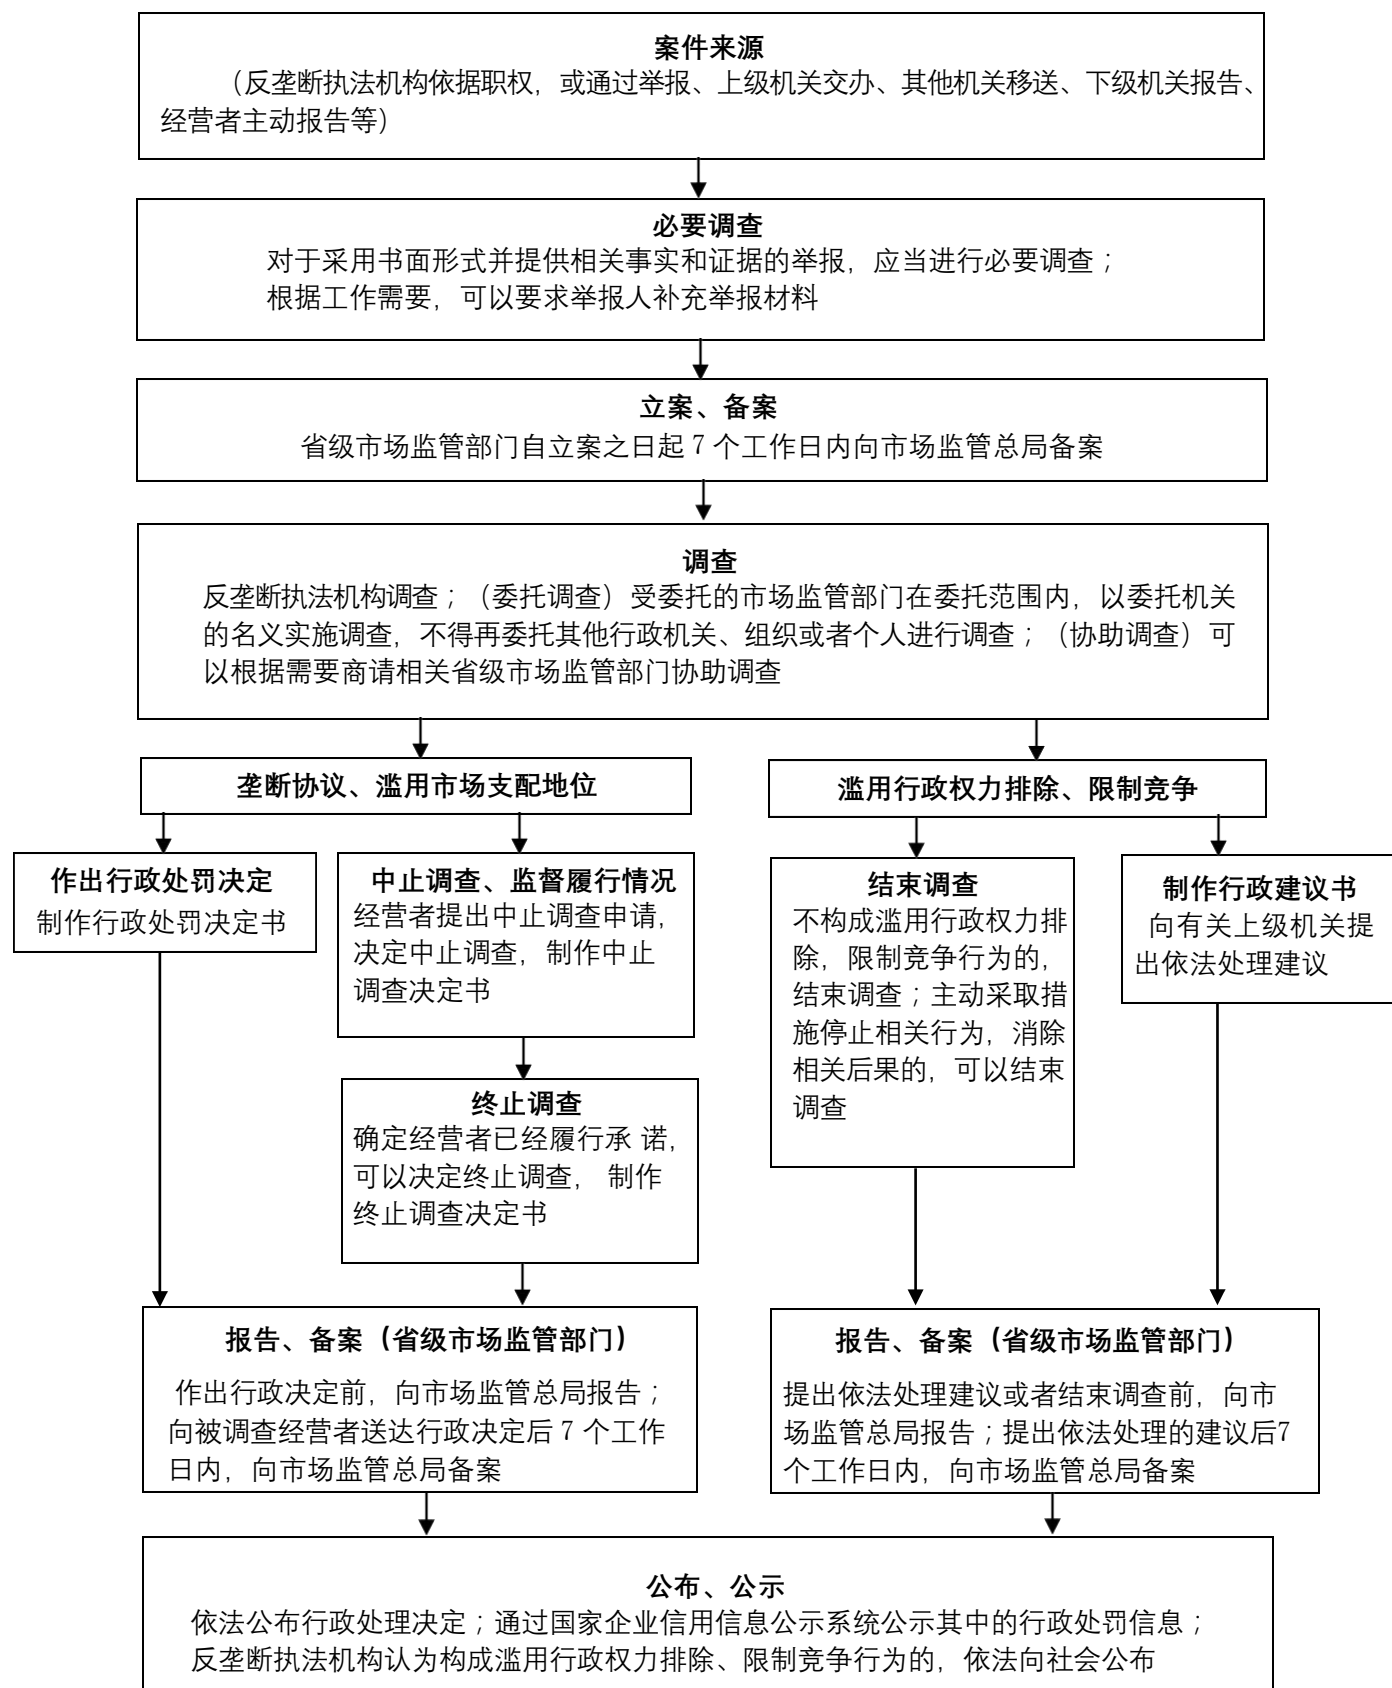 案件来源
（反垄断执法机构依据职权，或通过举报、上级机关交办、其他机关移送、下级机关报告、
经营者主动报告等）
必要调查
对于采用书面形式并提供相关事实和证据的举报，应当进行必要调查；
根据工作需要，可以要求举报人补充举报材料
立案、备案
省级市场监管部门自立案之日起 7 个工作日内向市场监管总局备案
调查
反垄断执法机构调查；（委托调查）受委托的市场监管部门在委托范围内，以委托机关
的名义实施调查，不得再委托其他行政机关、组织或者个人进行调查；（协助调查）可
以根据需要商请相关省级市场监管部门协助调查
垄断协议、滥用市场支配地位
滥用行政权力排除、限制竞争
作出行政处罚决定
制作行政处罚决定书
中止调查、监督履行情况
经营者提出中止调查申请，
决定中止调查，制作中止
调查决定书
结束调查
不构成滥用行政权力排
除，限制竞争行为的，
结束调查；主动采取措
施停止相关行为，消除
相关后果的，可以结束
调查
制作行政建议书
向有关上级机关提
出依法处理建议
终止调查
确定经营者已经履行承 诺，
可以决定终止调查， 制作
终止调查决定书
报告、备案（省级市场监管部门）
作出行政决定前，向市场监管总局报告；
向被调查经营者送达行政决定后 7 个工作
日内，向市场监管总局备案
报告、备案（省级市场监管部门）
提出依法处理建议或者结束调查前，向市
场监管总局报告；提出依法处理的建议后7
个工作日内，向市场监管总局备案
公布、公示
依法公布行政处理决定；通过国家企业信用信息公示系统公示其中的行政处罚信息；
反垄断执法机构认为构成滥用行政权力排除、限制竞争行为的，依法向社会公布